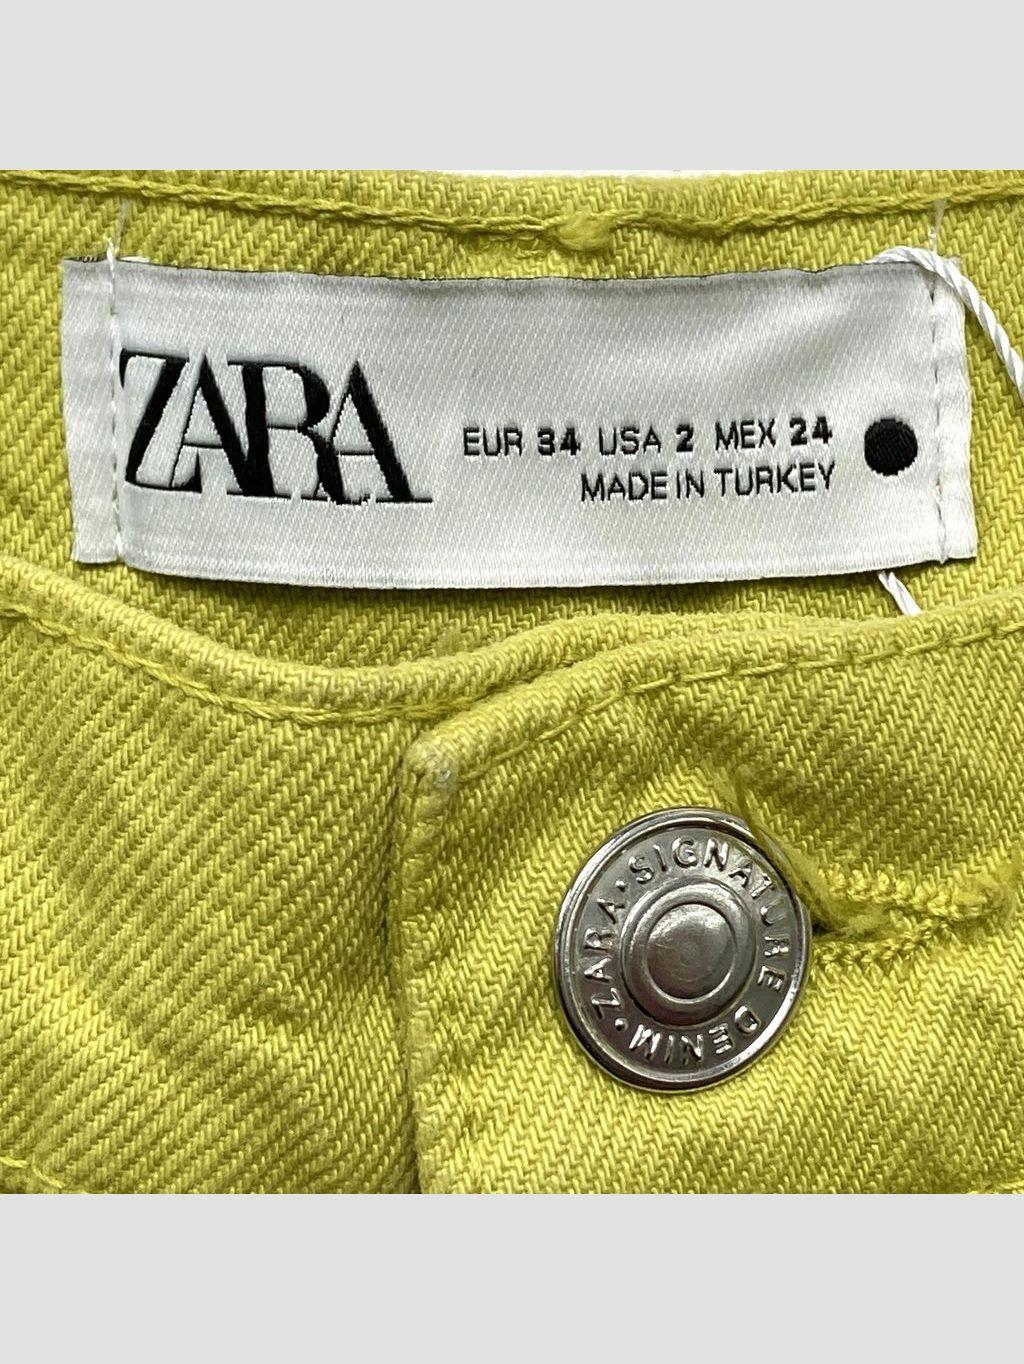 ZARA
EUR 34 USA 2 MEX 24
MADE IN TURKEY
ZARA · SIGNATURE DENIM ·